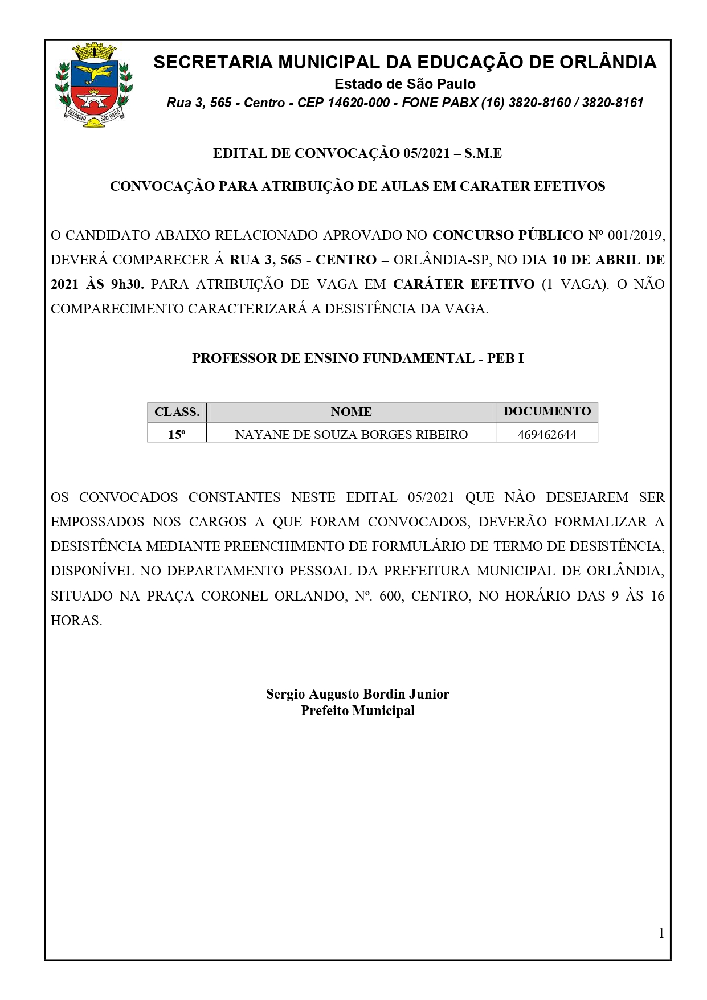 SECRETARIA MUNICIPAL DA EDUCAÇÃO DE ORLÂNDIA
Estado de São Paulo
Rua 3, 565 - Centro - CEP 14620-000 - FONE PABX (16) 3820-8160 / 3820-8161
ORLÂNDIA SÃO PAULO
EDITAL DE CONVOCAÇÃO 05/2021 – S.M.E
CONVOCAÇÃO PARA ATRIBUIÇÃO DE AULAS EM CARATER EFETIVOS
O CANDIDATO ABAIXO RELACIONADO APROVADO NO CONCURSO PÚBLICO Nº 001/2019,
DEVERÁ COMPARECER Á RUA 3, 565 - CENTRO – ORLÂNDIA-SP, NO DIA 10 DE ABRIL DE
2021 ÀS 9h30. PARA ATRIBUIÇÃO DE VAGA EM CARÁTER EFETIVO (1 VAGA). O NÃO
COMPARECIMENTO CARACTERIZARÁ A DESISTÊNCIA DA VAGA.
PROFESSOR DE ENSINO FUNDAMENTAL - PEB I
CLASS. NOME DOCUMENTO
15º NAYANE DE SOUZA BORGES RIBEIRO 469462644
OS CONVOCADOS CONSTANTES NESTE EDITAL 05/2021 QUE NÃO DESEJAREM SER
EMPOSSADOS NOS CARGOS A QUE FORAM CONVOCADOS, DEVERÃO FORMALIZAR A
DESISTÊNCIA MEDIANTE PREENCHIMENTO DE FORMULÁRIO DE TERMO DE DESISTÊNCIA,
DISPONÍVEL NO DEPARTAMENTO PESSOAL DA PREFEITURA MUNICIPAL DE ORLÂNDIA,
SITUADO NA PRAÇA CORONEL ORLANDO, Nº. 600, CENTRO, NO HORÁRIO DAS 9 ÀS 16
HORAS.
Sergio Augusto Bordin Junior
Prefeito Municipal
1